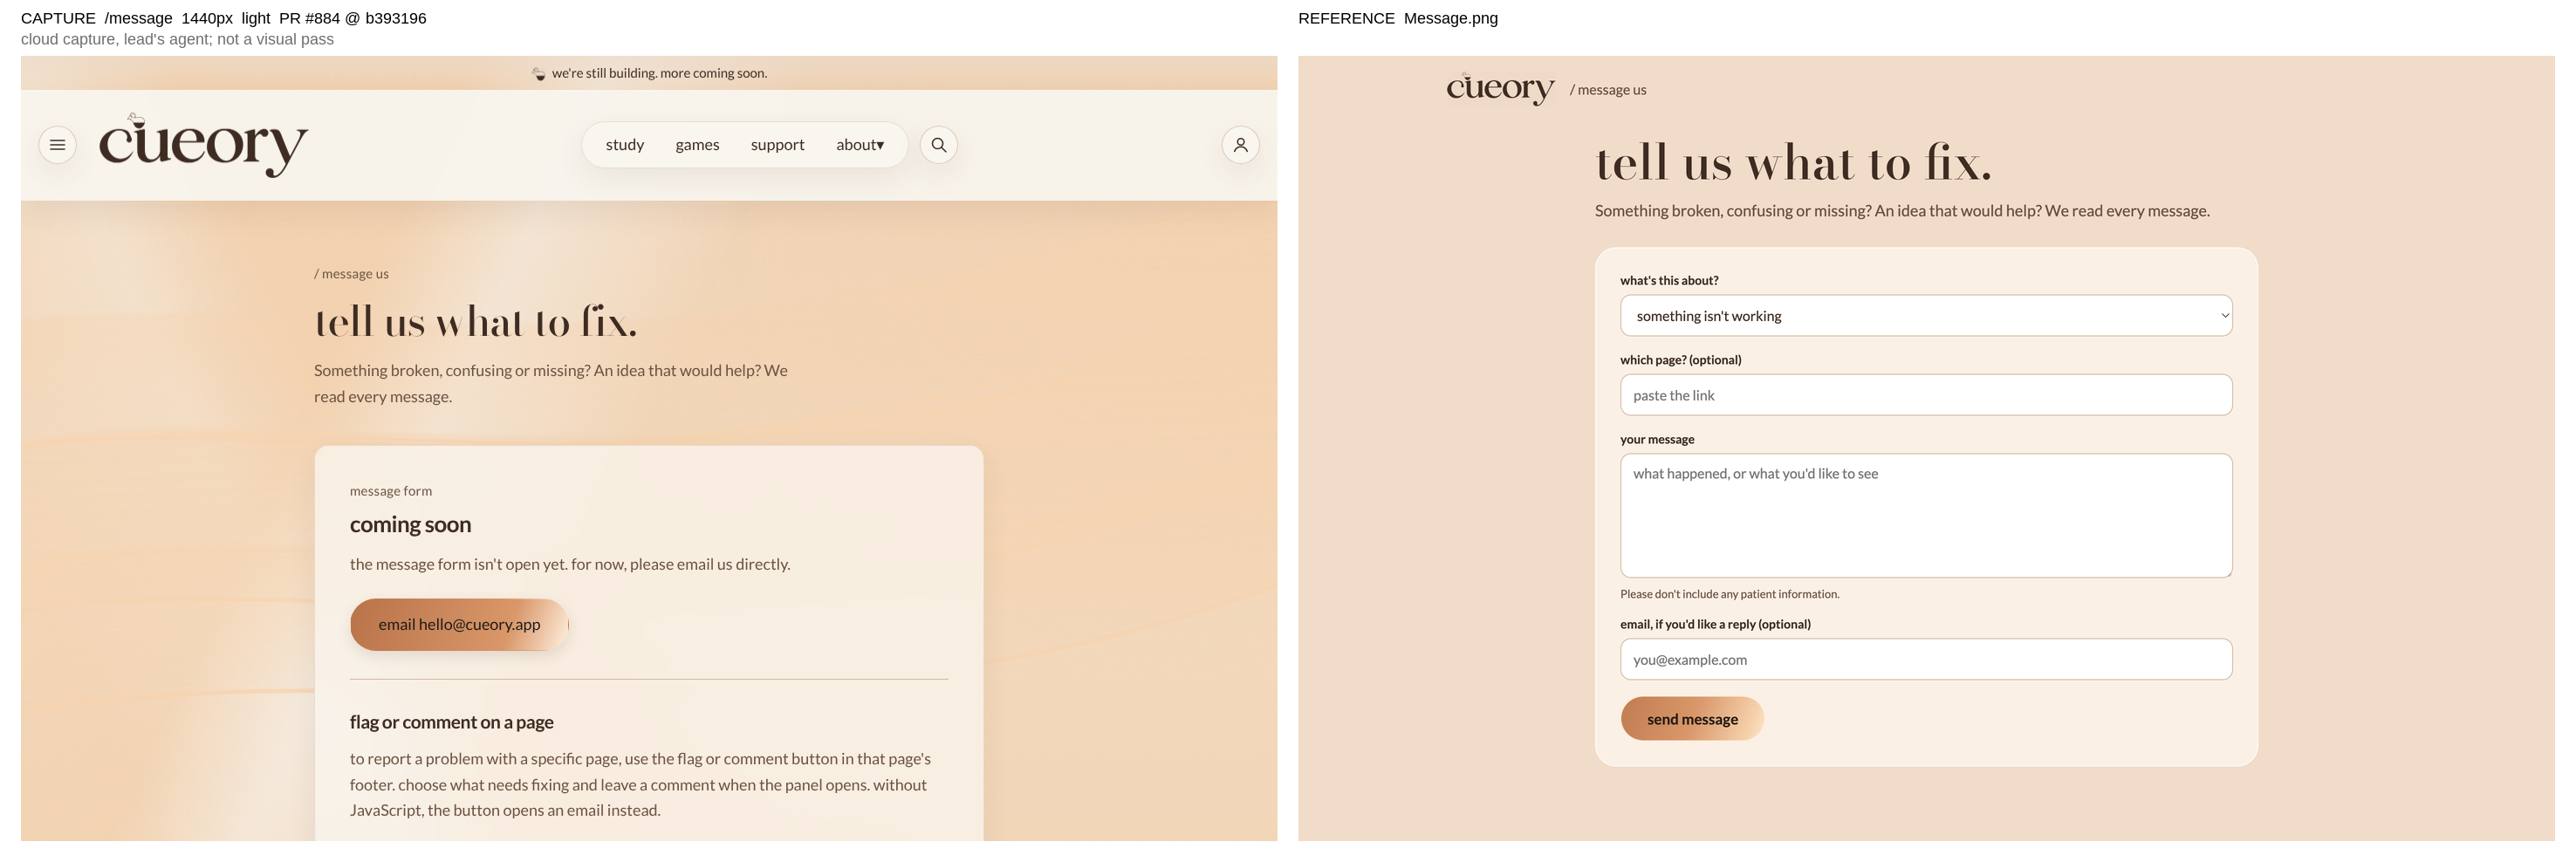 CAPTURE /message 1440px light PR #884 @ b393196
cloud capture, lead's agent; not a visual pass
we're still building. more coming soon.
cueory
study games support about▾
/ message us
tell us what to fix.
Something broken, confusing or missing? An idea that would help? We
read every message.
message form
coming soon
the message form isn't open yet. for now, please email us directly.
email hello@cueory.app
flag or comment on a page
to report a problem with a specific page, use the flag or comment button in that page's
footer. choose what needs fixing and leave a comment when the panel opens. without
JavaScript, the button opens an email instead.
REFERENCE Message.png
cueory / message us
tell us what to fix.
Something broken, confusing or missing? An idea that would help? We read every message.
what's this about?
something isn't working
which page? (optional)
paste the link
your message
what happened, or what you'd like to see
Please don't include any patient information.
email, if you'd like a reply (optional)
you@example.com
send message